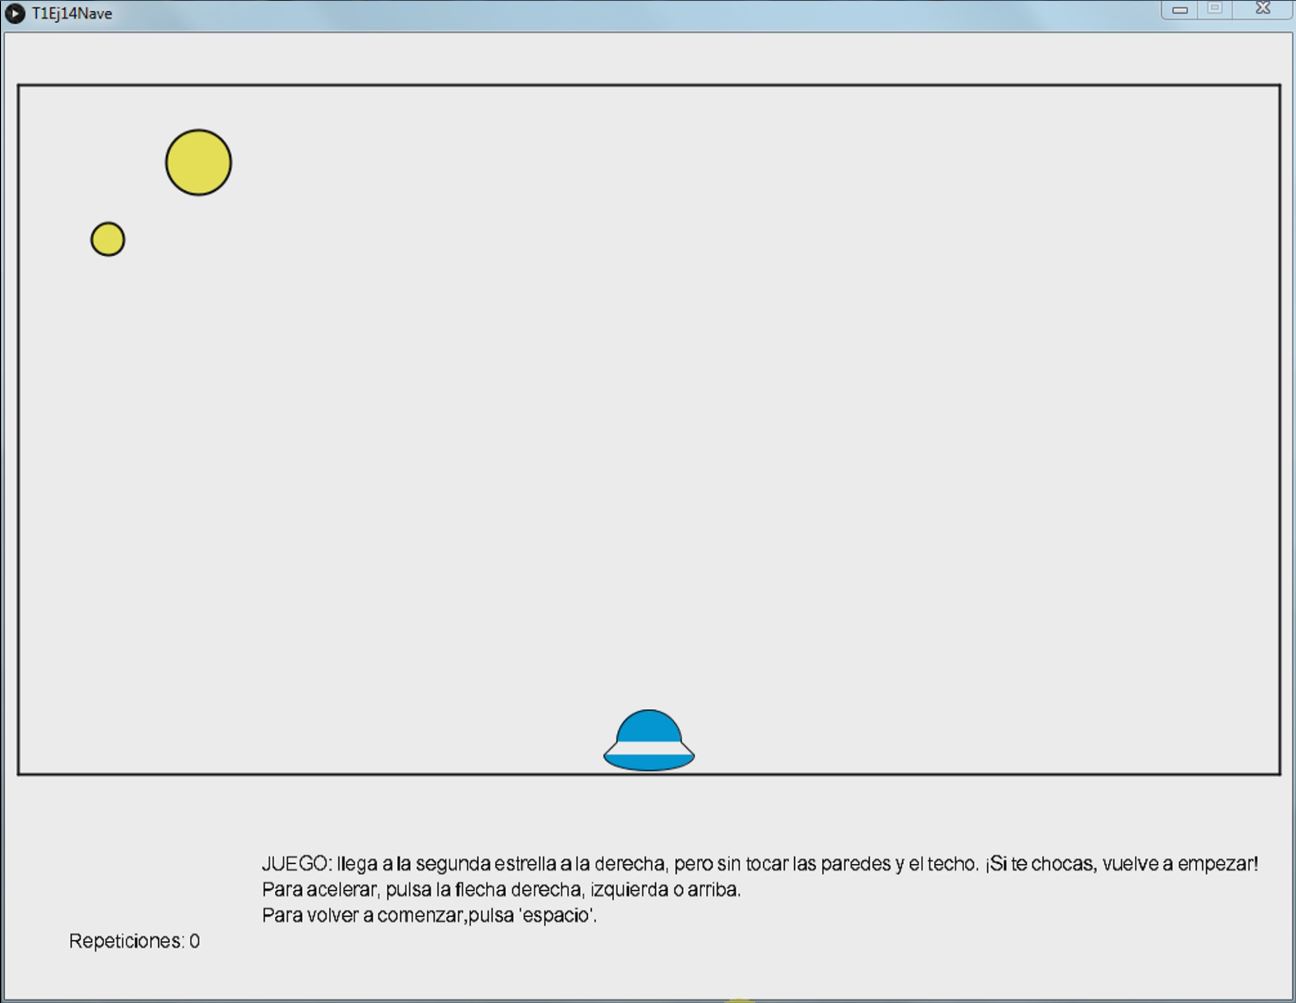 T1Ej14Nave
JUEGO: llega a la segunda estrella a la derecha, pero sin tocar las paredes y el techo. ¡Si te chocas, vuelve a empezar!
Para acelerar, pulsa la flecha derecha, izquierda o arriba.
Para volver a comenzar,pulsa 'espacio'.
Repeticiones: 0